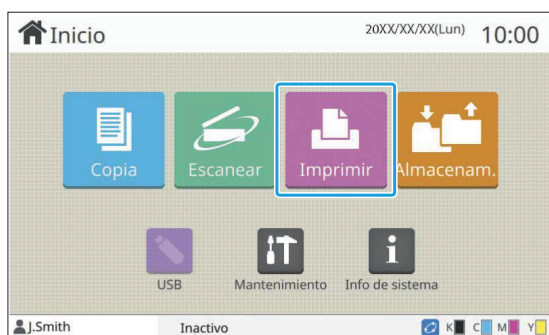 Inicio 20XX/XX/XX(Lun) 10:00
Copia Escanear Imprimir Almacenam.
USB Mantenimiento Info de sistema
J.Smith Inactivo K C M Y